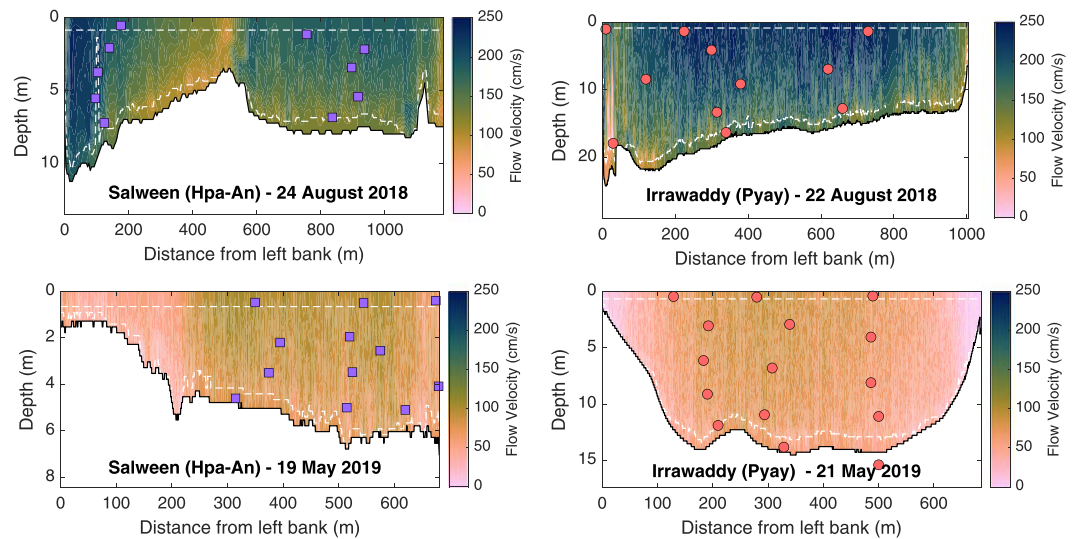 0
5
10
Depth (m)
Salween (Hpa-An) - 24 August 2018
0 200 400 600 800 1000
Distance from left bank (m)
250
200
150
100
50
0
Flow Velocity (cm/s)
0
10
20
Depth (m)
Irrawaddy (Pyay) - 22 August 2018
0 200 400 600 800 1000
Distance from left bank (m)
250
200
150
100
50
0
Flow Velocity (cm/s)
0
2
4
6
8
Depth (m)
Salween (Hpa-An) - 19 May 2019
0 100 200 300 400 500 600
Distance from left bank (m)
250
200
150
100
50
0
Flow Velocity (cm/s)
0
5
10
15
Depth (m)
Irrawaddy (Pyay) - 21 May 2019
0 100 200 300 400 500 600
Distance from left bank (m)
250
200
150
100
50
0
Flow Velocity (cm/s)